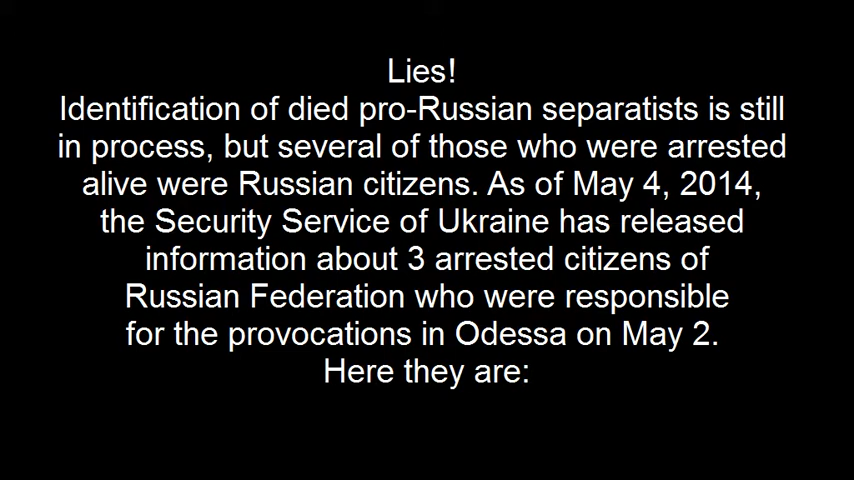 Lies!
Identification of died pro-Russian separatists is still
in process, but several of those who were arrested
alive were Russian citizens. As of May 4, 2014,
the Security Service of Ukraine has released
information about 3 arrested citizens of
Russian Federation who were responsible
for the provocations in Odessa on May 2.
Here they are: